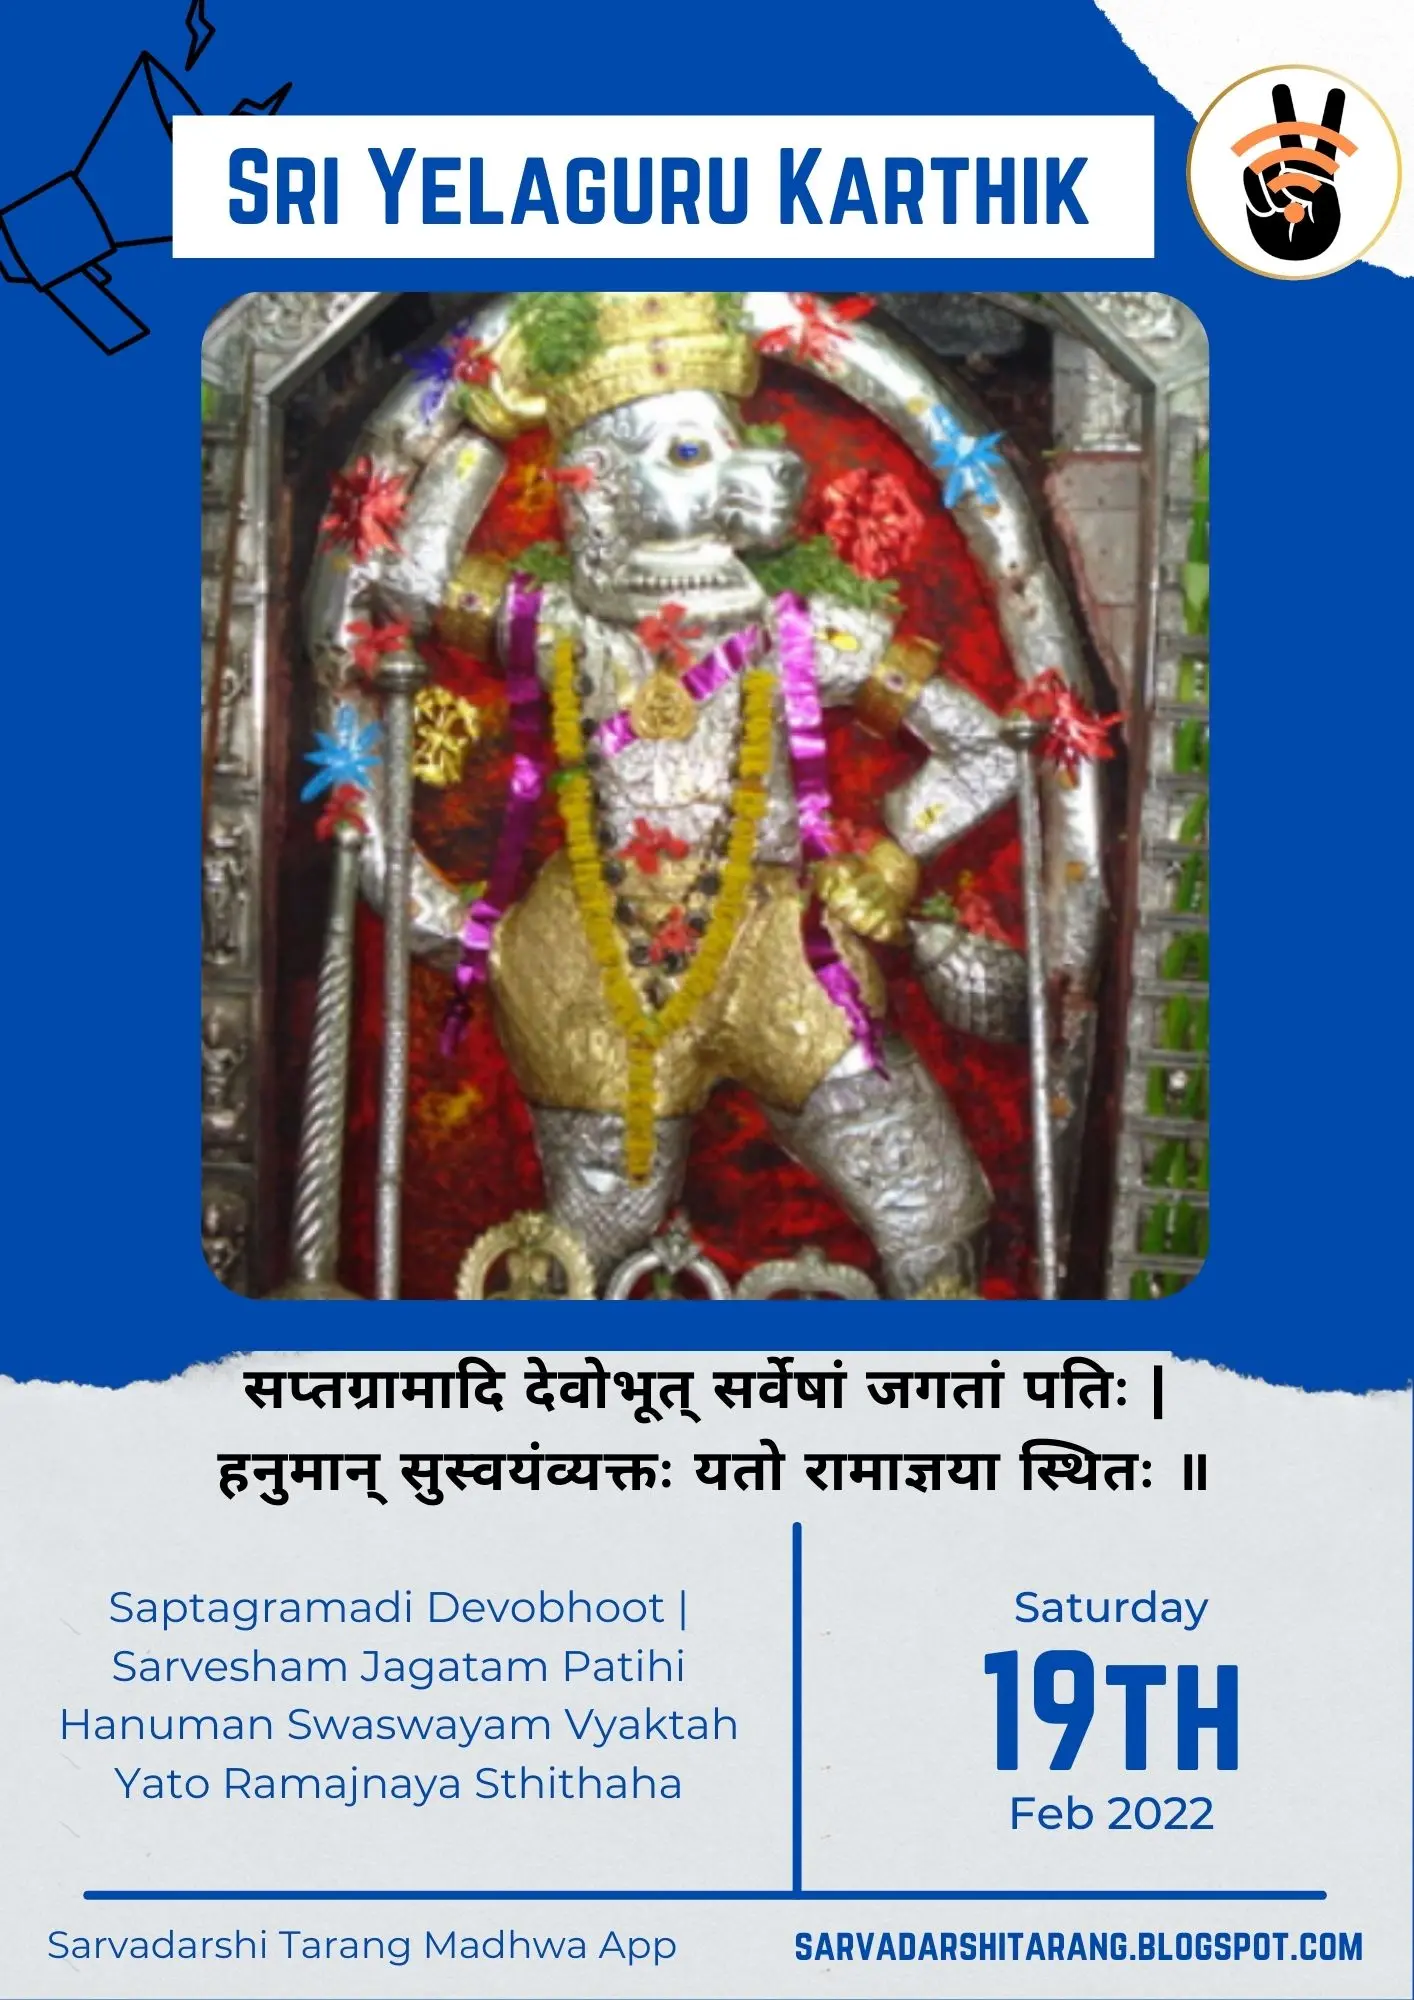 SRI YELAGURU KARTHIK
सप्तग्रामादि देवोभूत् सर्वेषां जगतां पतिः |
हनुमान् सुस्वयंव्यक्तः यतो रामाज्ञया स्थितः ॥
Saptagramadi Devobhoot |
Sarvesham Jagatam Patihi
Hanuman Swaswayam Vyaktah
Yato Ramajnaya Sthithaha
Saturday
19TH
Feb 2022
Sarvadarshi Tarang Madhwa App
SARVADARSHITARANG.BLOGSPOT.COM